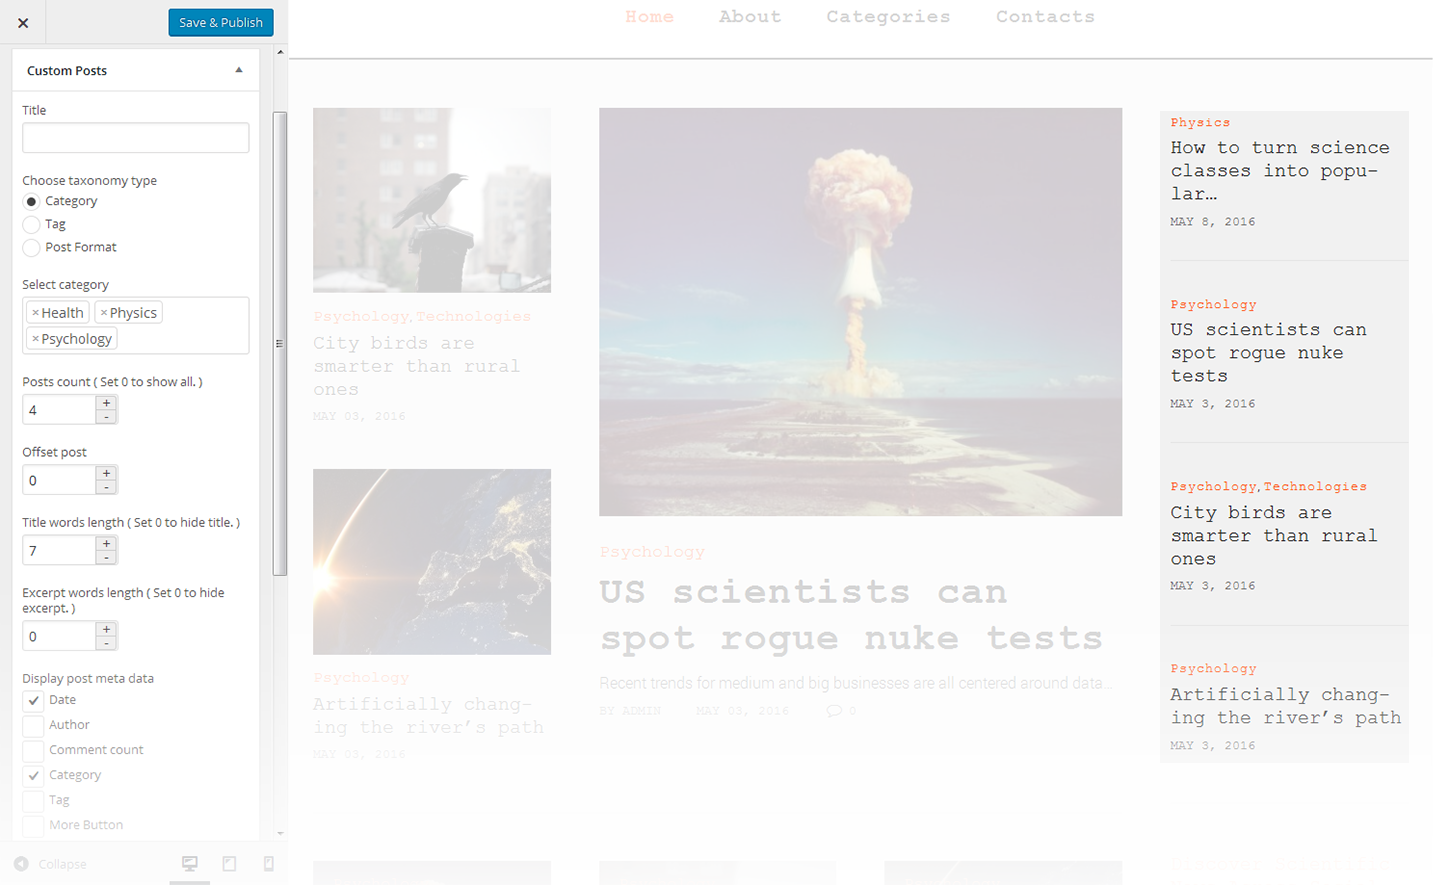 Save & Publish
Custom Posts
Title
Choose taxonomy type
Category
Tag
Post Format
Select category
×Health ×Physics
×Psychology
Posts count ( Set 0 to show all. )
4
+
-
Offset post
0
+
-
Title words length ( Set 0 to hide title. )
7
+
-
Excerpt words length ( Set 0 to hide
excerpt. )
0
+
-
Display post meta data
Date
Author
Comment count
Category
Tag
More Button
Collapse
Home About Categories Contacts
Psychology, Technologies
City birds are
smarter than rural
ones
MAY 03, 2016
Psychology
Artificially chang-
ing the river’s path
MAY 03, 2016
Psychology
US scientists can
spot rogue nuke tests
Recent trends for medium and big businesses are all centered around data…
BY ADMIN MAY 03, 2016 0
Physics
How to turn science
classes into popu-
lar…
MAY 8, 2016
Psychology
US scientists can
spot rogue nuke
tests
MAY 3, 2016
Psychology, Technologies
City birds are
smarter than rural
ones
MAY 3, 2016
Psychology
Artificially chang-
ing the river’s path
MAY 3, 2016